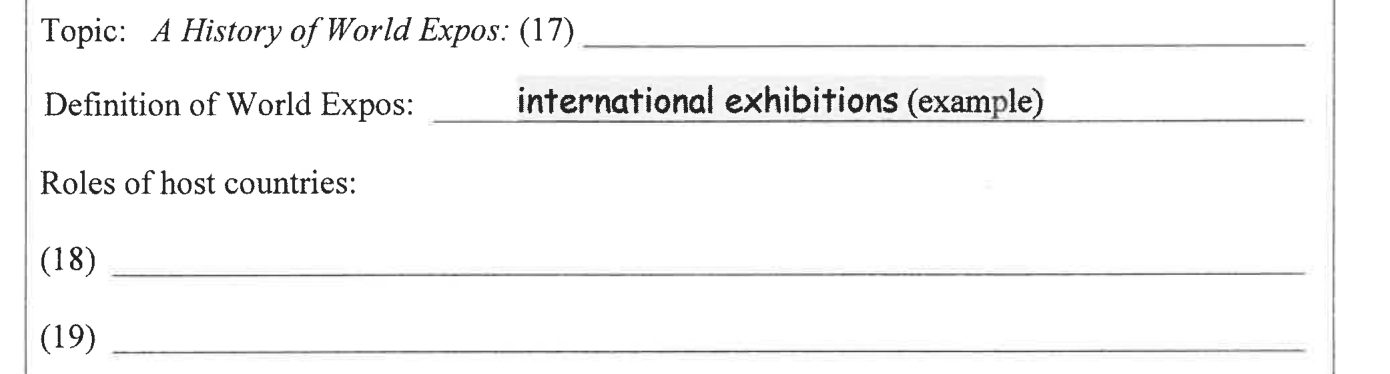 Topic: A History of World Expos: (17)
Definition of World Expos: international exhibitions (example)
Roles of host countries:
(18)
(19)